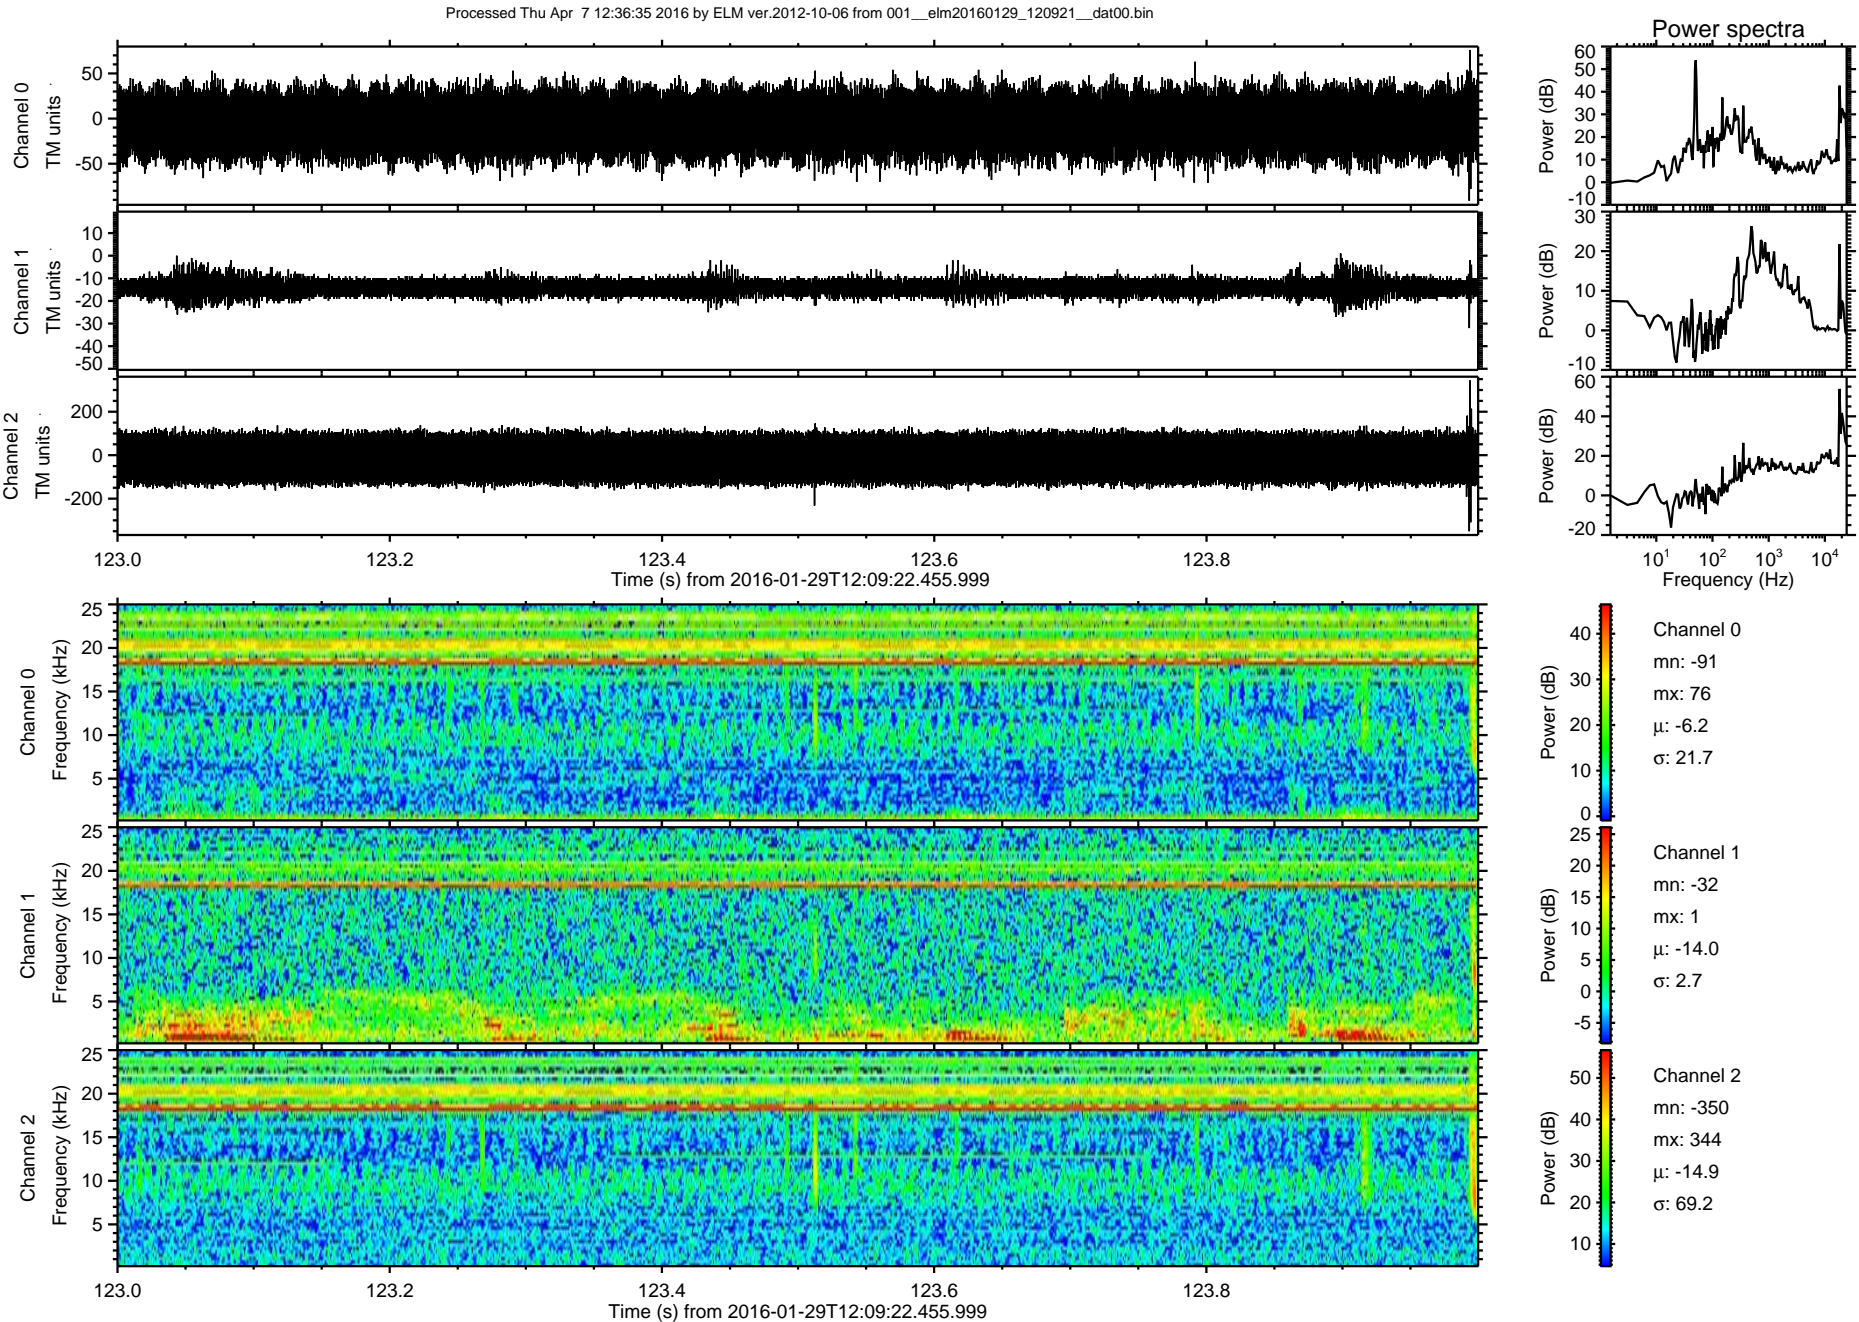 Processed Thu Apr  7 12:36:35 2016 by ELM ver.2012-10-06 from 001__elm20160129_120921__dat00.bin
Power spectra
Channel 0
TM units
50
0
-50
Power (dB)
60
50
40
30
20
10
0
-10
Channel 1
TM units
10
0
-10
-20
-30
-40
-50
Power (dB)
30
20
10
0
-10
Channel 2
TM units
200
0
-200
Power (dB)
60
40
20
0
-20
123.0 123.2 123.4 123.6 123.8
Time (s) from 2016-01-29T12:09:22.455.999
10¹ 10² 10³ 10⁴
Frequency (Hz)
Channel 0
Frequency (kHz)
25
20
15
10
5
Power (dB)
40
30
20
10
0
Channel 0
mn: -91
mx: 76
μ: -6.2
σ: 21.7
Channel 1
Frequency (kHz)
25
20
15
10
5
Power (dB)
25
20
15
10
5
0
-5
Channel 1
mn: -32
mx: 1
μ: -14.0
σ: 2.7
Channel 2
Frequency (kHz)
25
20
15
10
5
Power (dB)
50
40
30
20
10
Channel 2
mn: -350
mx: 344
μ: -14.9
σ: 69.2
123.0 123.2 123.4 123.6 123.8
Time (s) from 2016-01-29T12:09:22.455.999